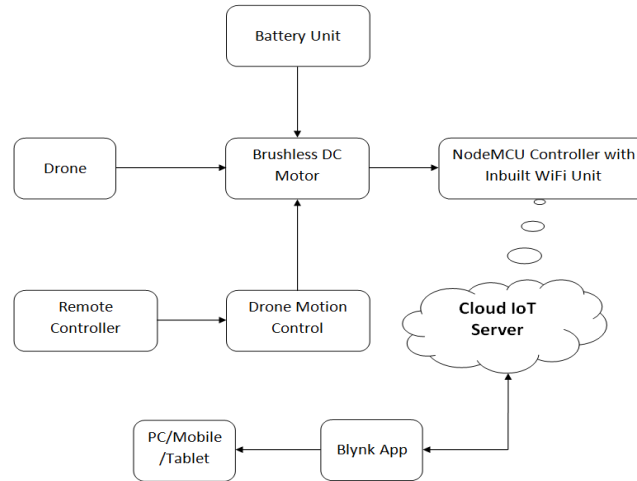 Battery Unit
Drone
Brushless DC
Motor
NodeMCU Controller with
Inbuilt WiFi Unit
Remote
Controller
Drone Motion
Control
Cloud IoT
Server
PC/Mobile
/Tablet
Blynk App